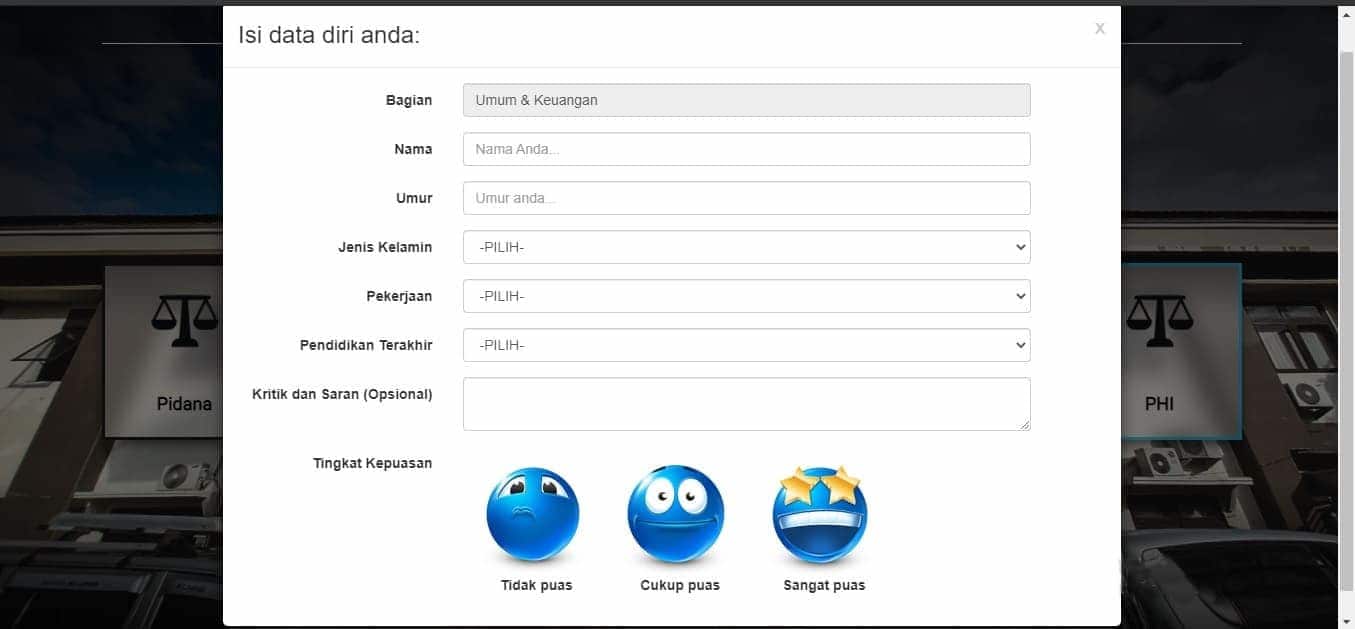 Isi data diri anda:
x
Bagian
Umum & Keuangan
Nama
Nama Anda...
Umur
Umur anda...
Jenis Kelamin
-PILIH-
Pekerjaan
-PILIH-
Pendidikan Terakhir
-PILIH-
Kritik dan Saran (Opsional)
Pidana
PHI
Tingkat Kepuasan
Tidak puas
Cukup puas
Sangat puas